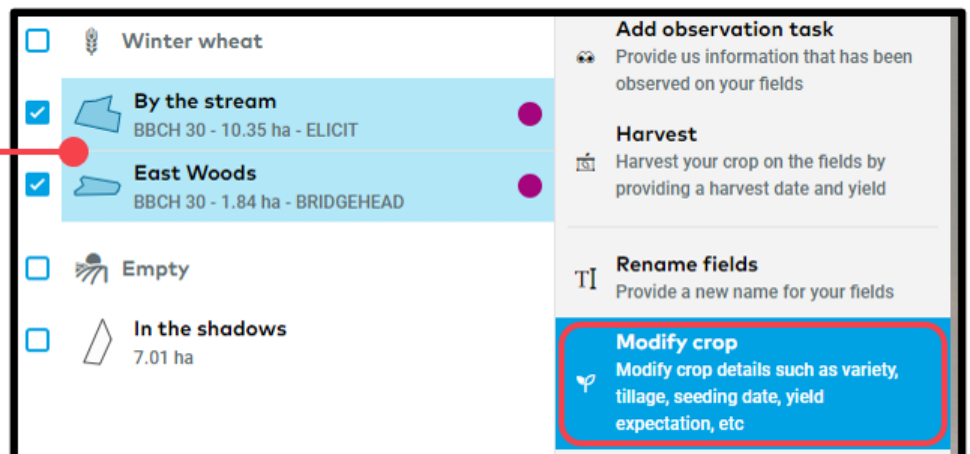 Winter wheat
By the stream
BBCH 30 - 10.35 ha - ELICIT
East Woods
BBCH 30 - 1.84 ha - BRIDGEHEAD
Empty
In the shadows
7.01 ha
Add observation task
Provide us information that has been
observed on your fields
Harvest
Harvest your crop on the fields by
providing a harvest date and yield
Rename fields
Provide a new name for your fields
Modify crop
Modify crop details such as variety,
tillage, seeding date, yield
expectation, etc